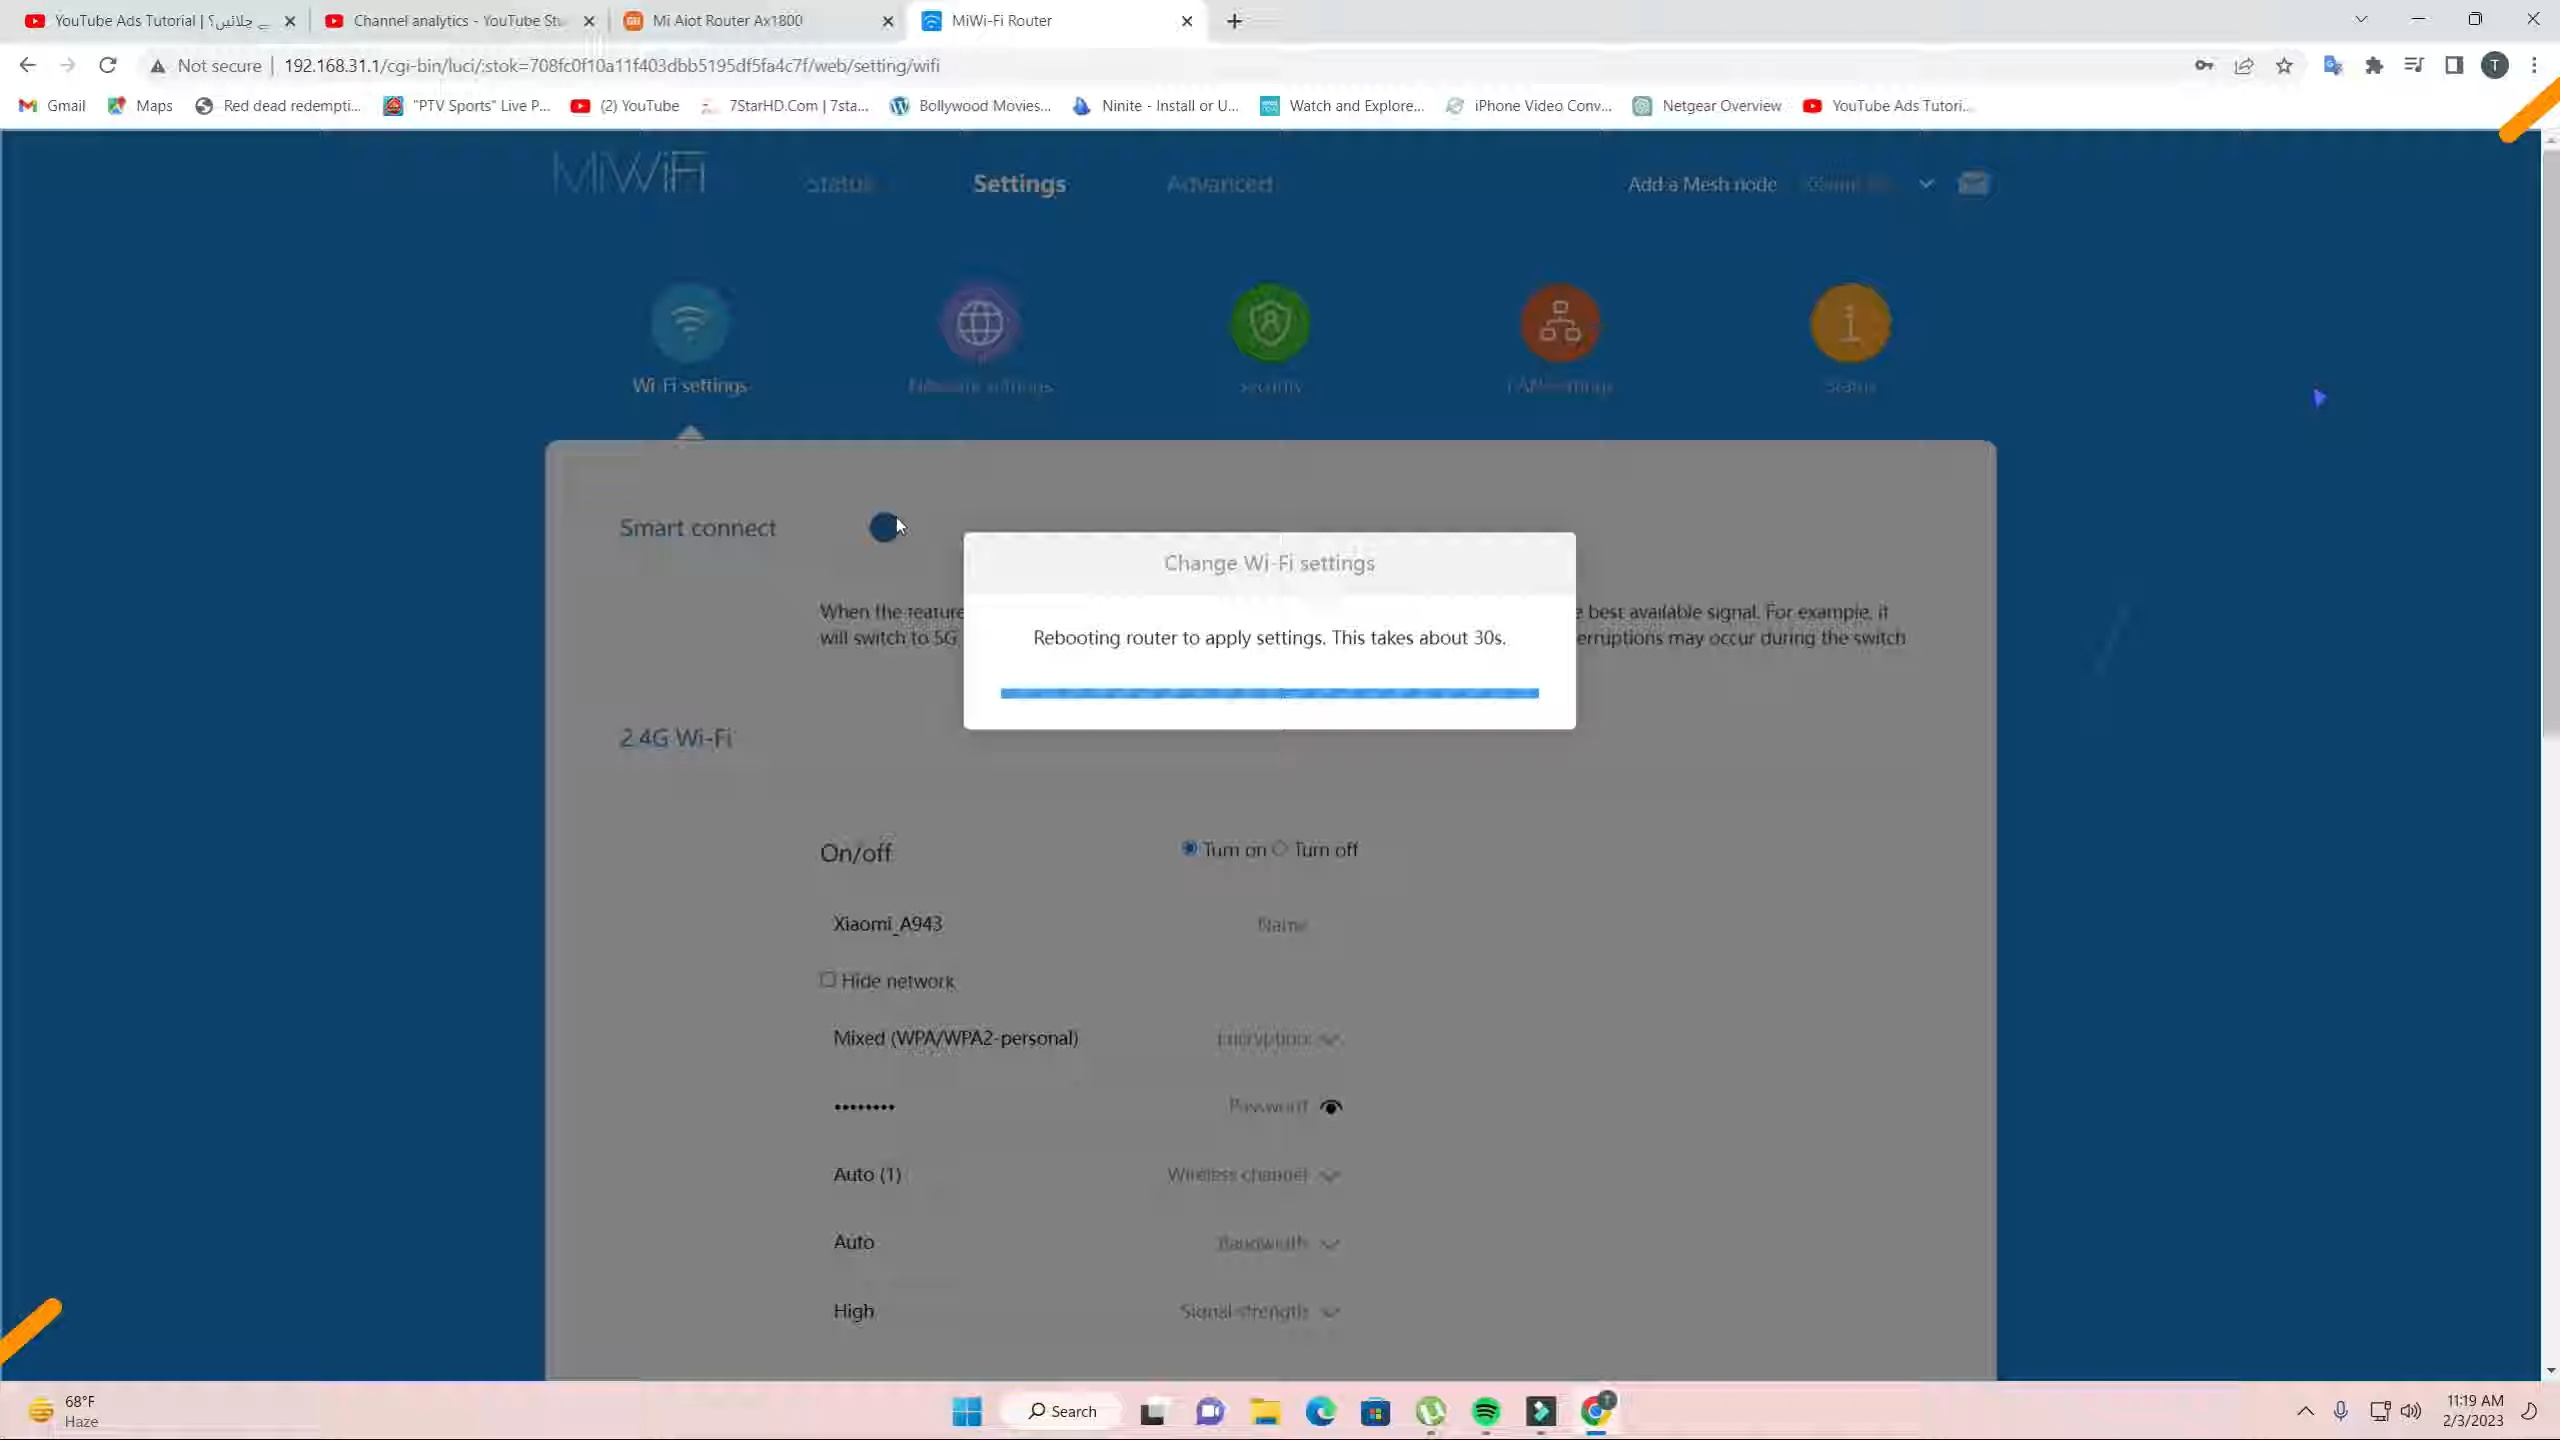 YouTube Ads Tutorial | ے چلائیں؟
Channel analytics - YouTube Stu
Mi Aiot Router Ax1800
MiWi-Fi Router
Not secure
192.168.31.1/cgi-bin/luci/;stok=708fc0f10a11f403dbb5195df5fa4c7f/web/setting/wifi
T
Gmail
Maps
Red dead redempti...
"PTV Sports" Live P...
(2) YouTube
7StarHD.Com | 7sta...
Bollywood Movies...
Ninite - Install or U...
Watch and Explore...
iPhone Video Conv...
Netgear Overview
YouTube Ads Tutori...
MiWiFi
Status
Settings
Advanced
Add a Mesh node
Wi-Fi settings
Network settings
Security
LAN settings
Status
Smart connect
Change Wi-Fi settings
When the feature
e best available signal. For example, it
will switch to 5G
erruptions may occur during the switch
Rebooting router to apply settings. This takes about 30s.
2.4G Wi-Fi
On/off
Turn on
Turn off
Xiaomi_A943
Name
Hide network
Mixed (WPA/WPA2-personal)
Encryption
••••••••
Password
Auto (1)
Wireless channel
Auto
Bandwidth
High
Signal strength
68°F
Haze
Search
11:19 AM
2/3/2023